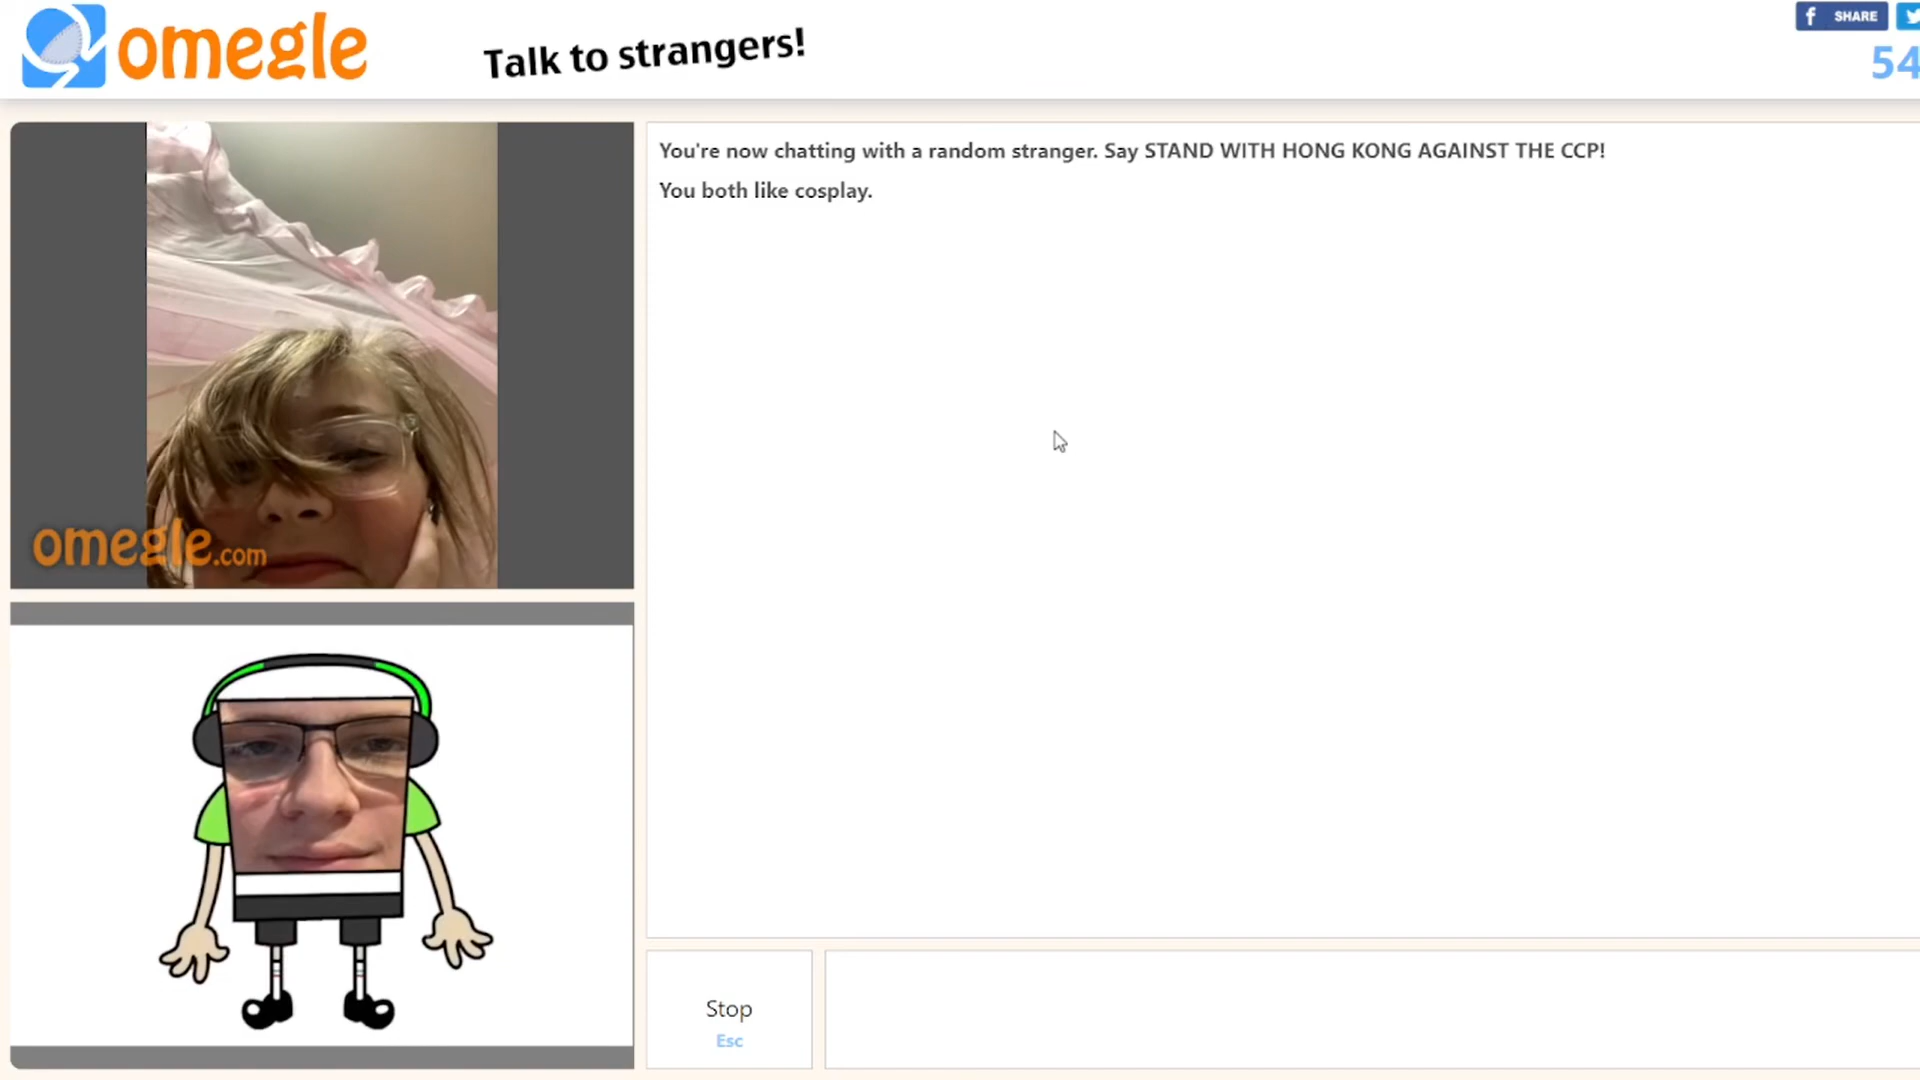 omegle
Talk to strangers!
f SHARE
54
You're now chatting with a random stranger. Say STAND WITH HONG KONG AGAINST THE CCP!
You both like cosplay.
omegle.com
Stop
Esc